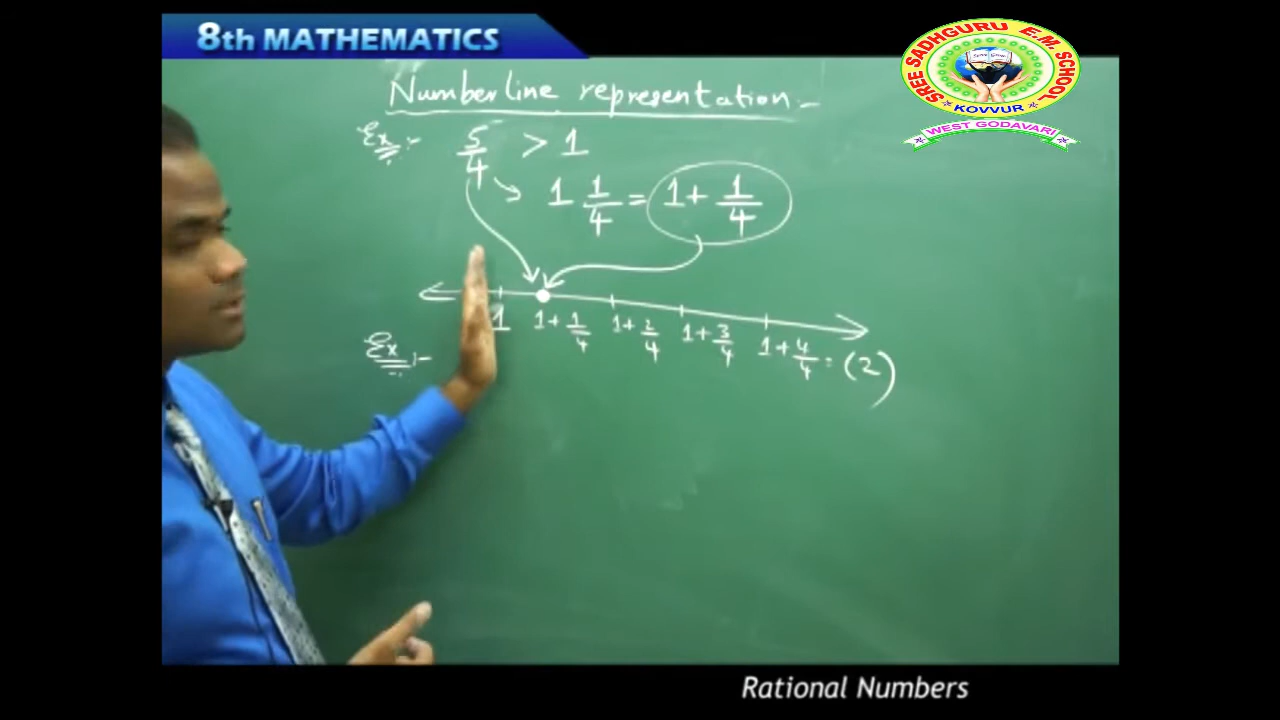 8th MATHEMATICS
SREE SADHGURU E.M. SCHOOL
KOVVUR
WEST GODAVARI
Numberline representation :-
Ex :- 5/4 > 1
1 1/4 = 1 + 1/4
1 1+1/4 1+2/4 1+3/4 1+4/4 = (2)
Ex :-
Rational Numbers